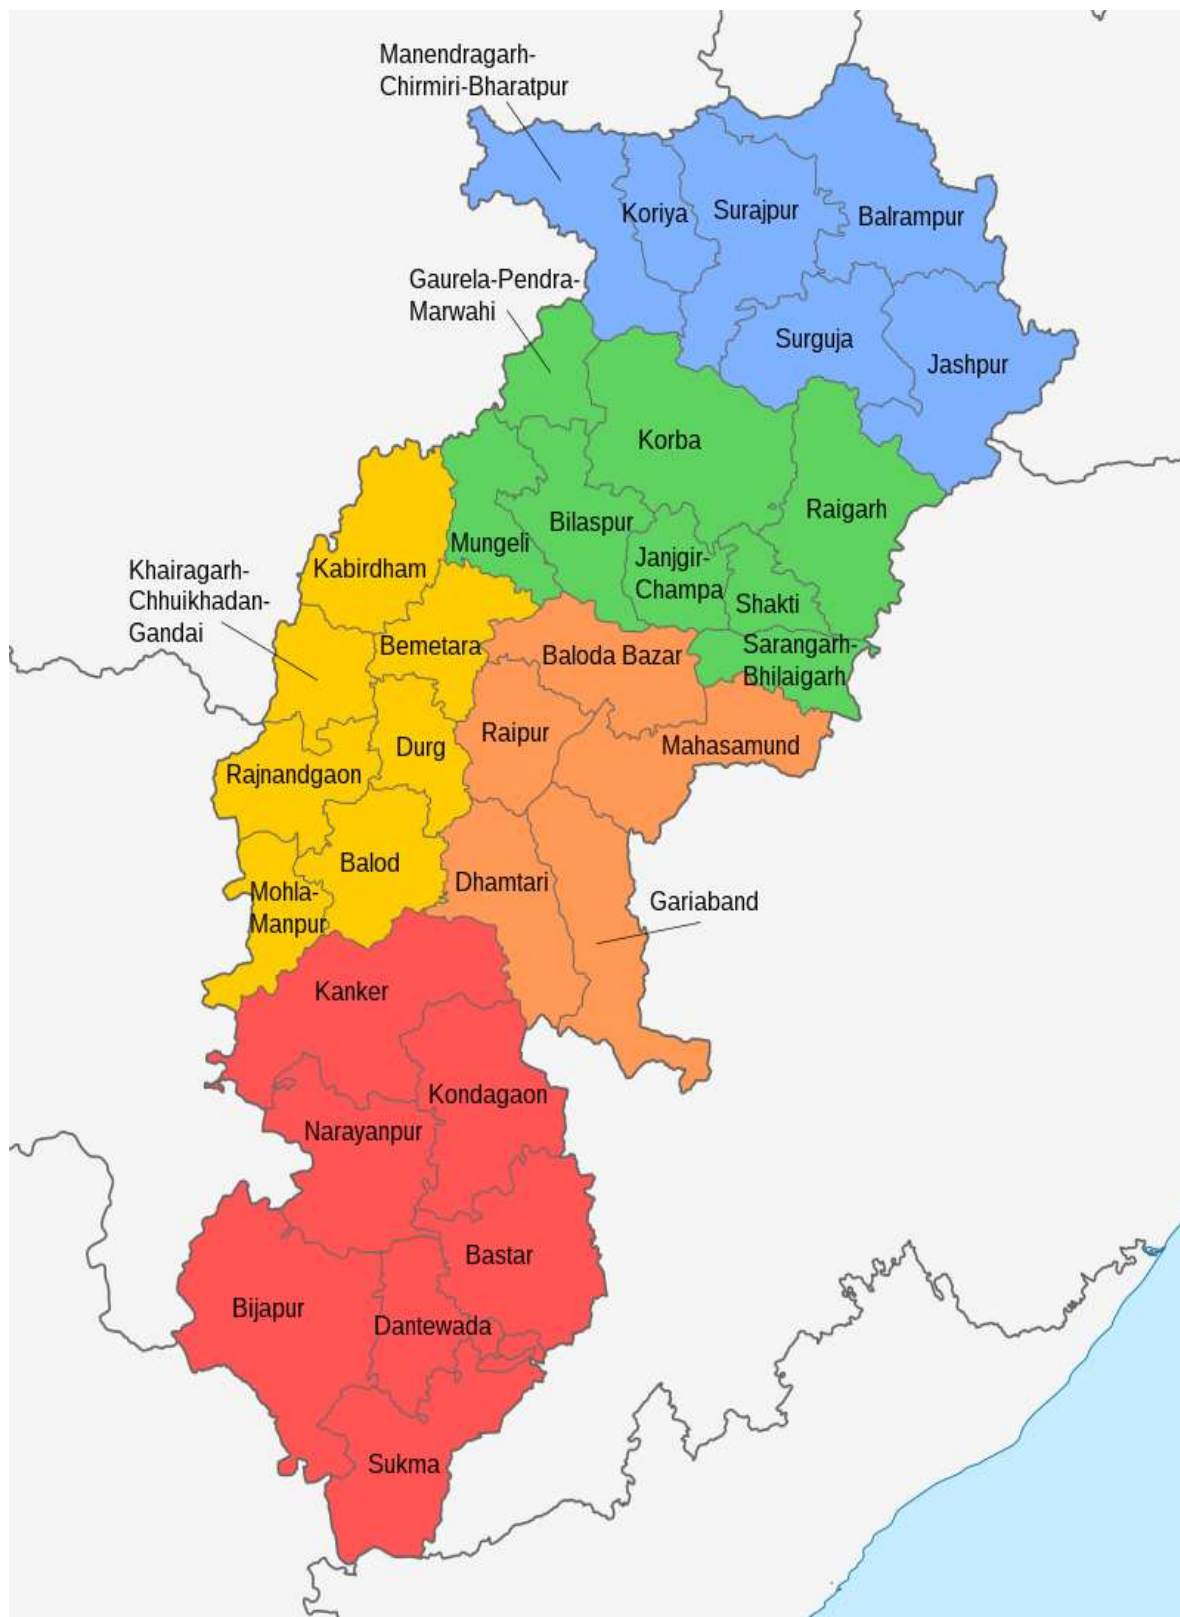 Manendragarh-
Chirmiri-Bharatpur
Koriya
Surajpur
Balrampur
Gaurela-Pendra-
Marwahi
Surguja
Jashpur
Korba
Raigarh
Bilaspur
Mungeli
Janjgir-
Champa
Shakti
Kabirdham
Khairagarh-
Chhuikhadan-
Gandai
Bemetara
Baloda Bazar
Sarangarh-
Bhilaigarh
Raipur
Mahasamund
Durg
Rajnandgaon
Balod
Dhamtari
Mohla-
Manpur
Gariaband
Kanker
Kondagaon
Narayanpur
Bastar
Bijapur
Dantewada
Sukma